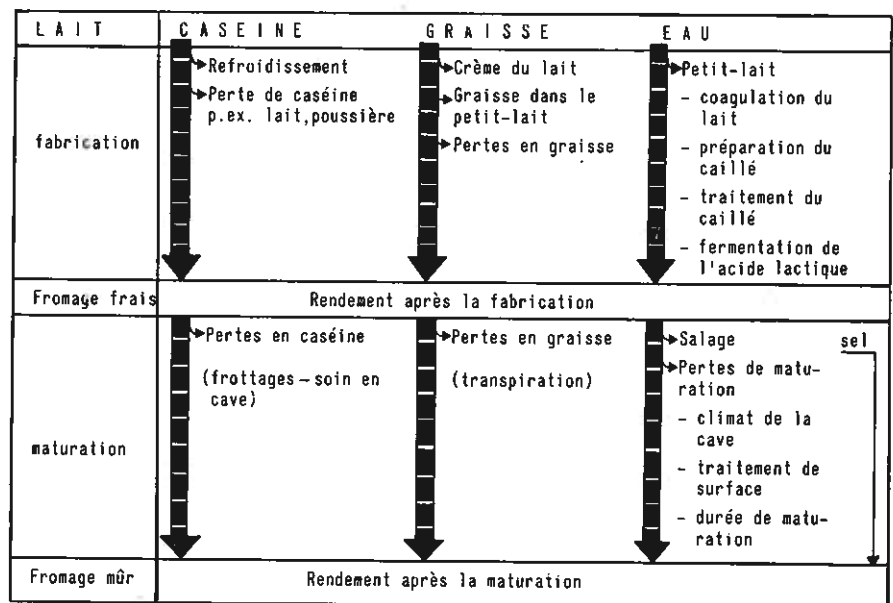 LAIT CASEINE GRAISSE EAU
fabrication
Refroidissement
Perte de caséine
p.ex. lait,poussière
Crème du lait
Graisse dans le
petit-lait
Pertes en graisse
Petit-lait
- coagulation du
lait
- préparation du
caillé
- traitement du
caillé
- fermentation de
l'acide lactique
Fromage frais Rendement après la fabrication
maturation
Pertes en caséine
(frottages - soin en
cave)
Pertes en graisse
(transpiration)
Salage sel
Pertes de matu-
ration
- climat de la
cave
- traitement de
surface
- durée de matu-
ration
Fromage mûr Rendement après la maturation